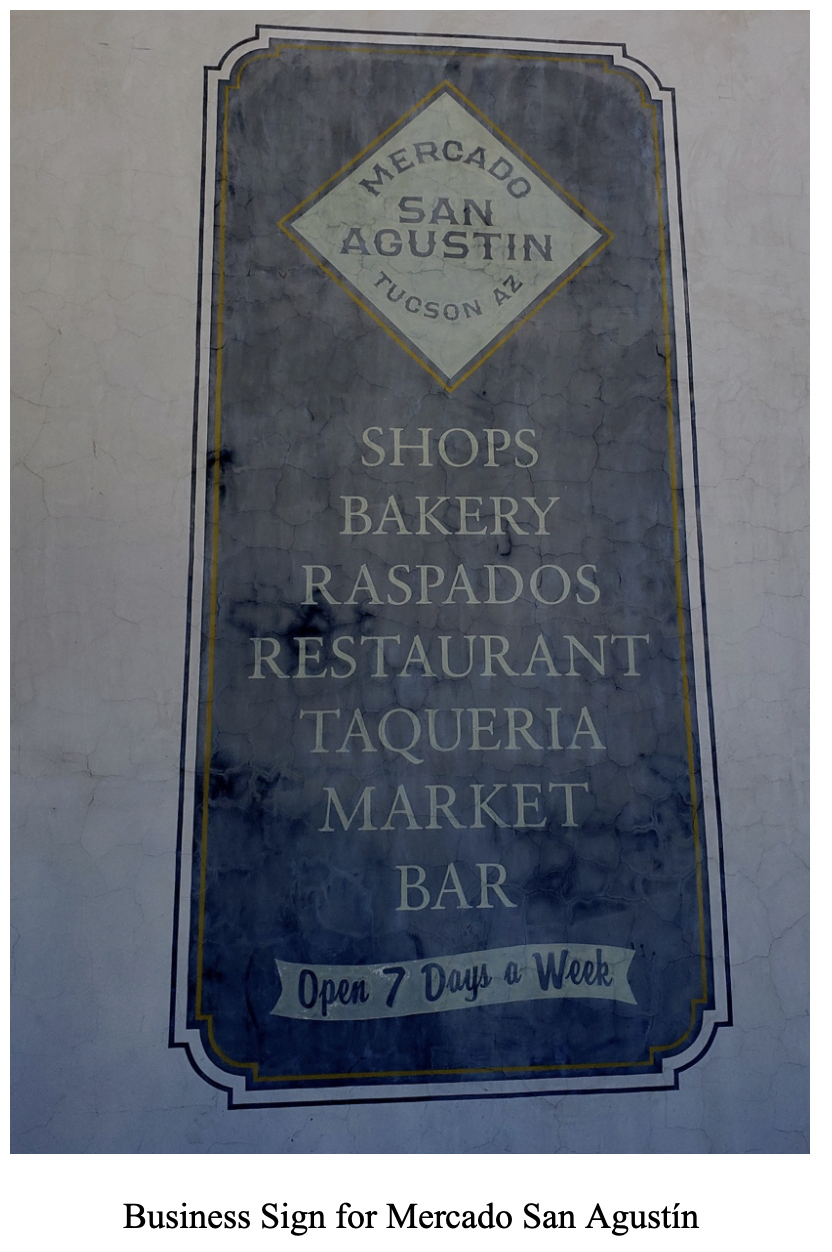 MERCADO
SAN
AGUSTIN
TUCSON AZ
SHOPS
BAKERY
RASPADOS
RESTAURANT
TAQUERIA
MARKET
BAR
Open 7 Days a Week
Business Sign for Mercado San Agustín